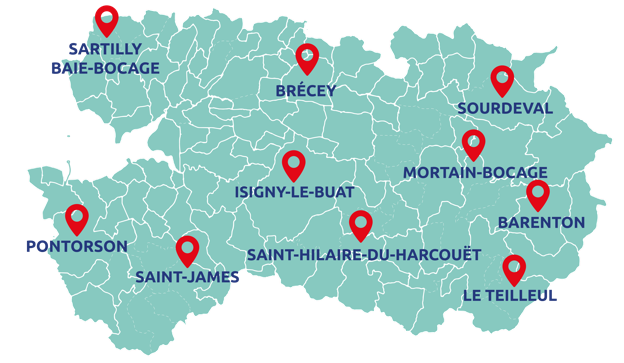 SARTILLY
BAIE-BOCAGE
BRÉCEY
SOURDEVAL
MORTAIN-BOCAGE
ISIGNY-LE-BUAT
BARENTON
PONTORSON
SAINT-HILAIRE-DU-HARCOUËT
SAINT-JAMES
LE TEILLEUL